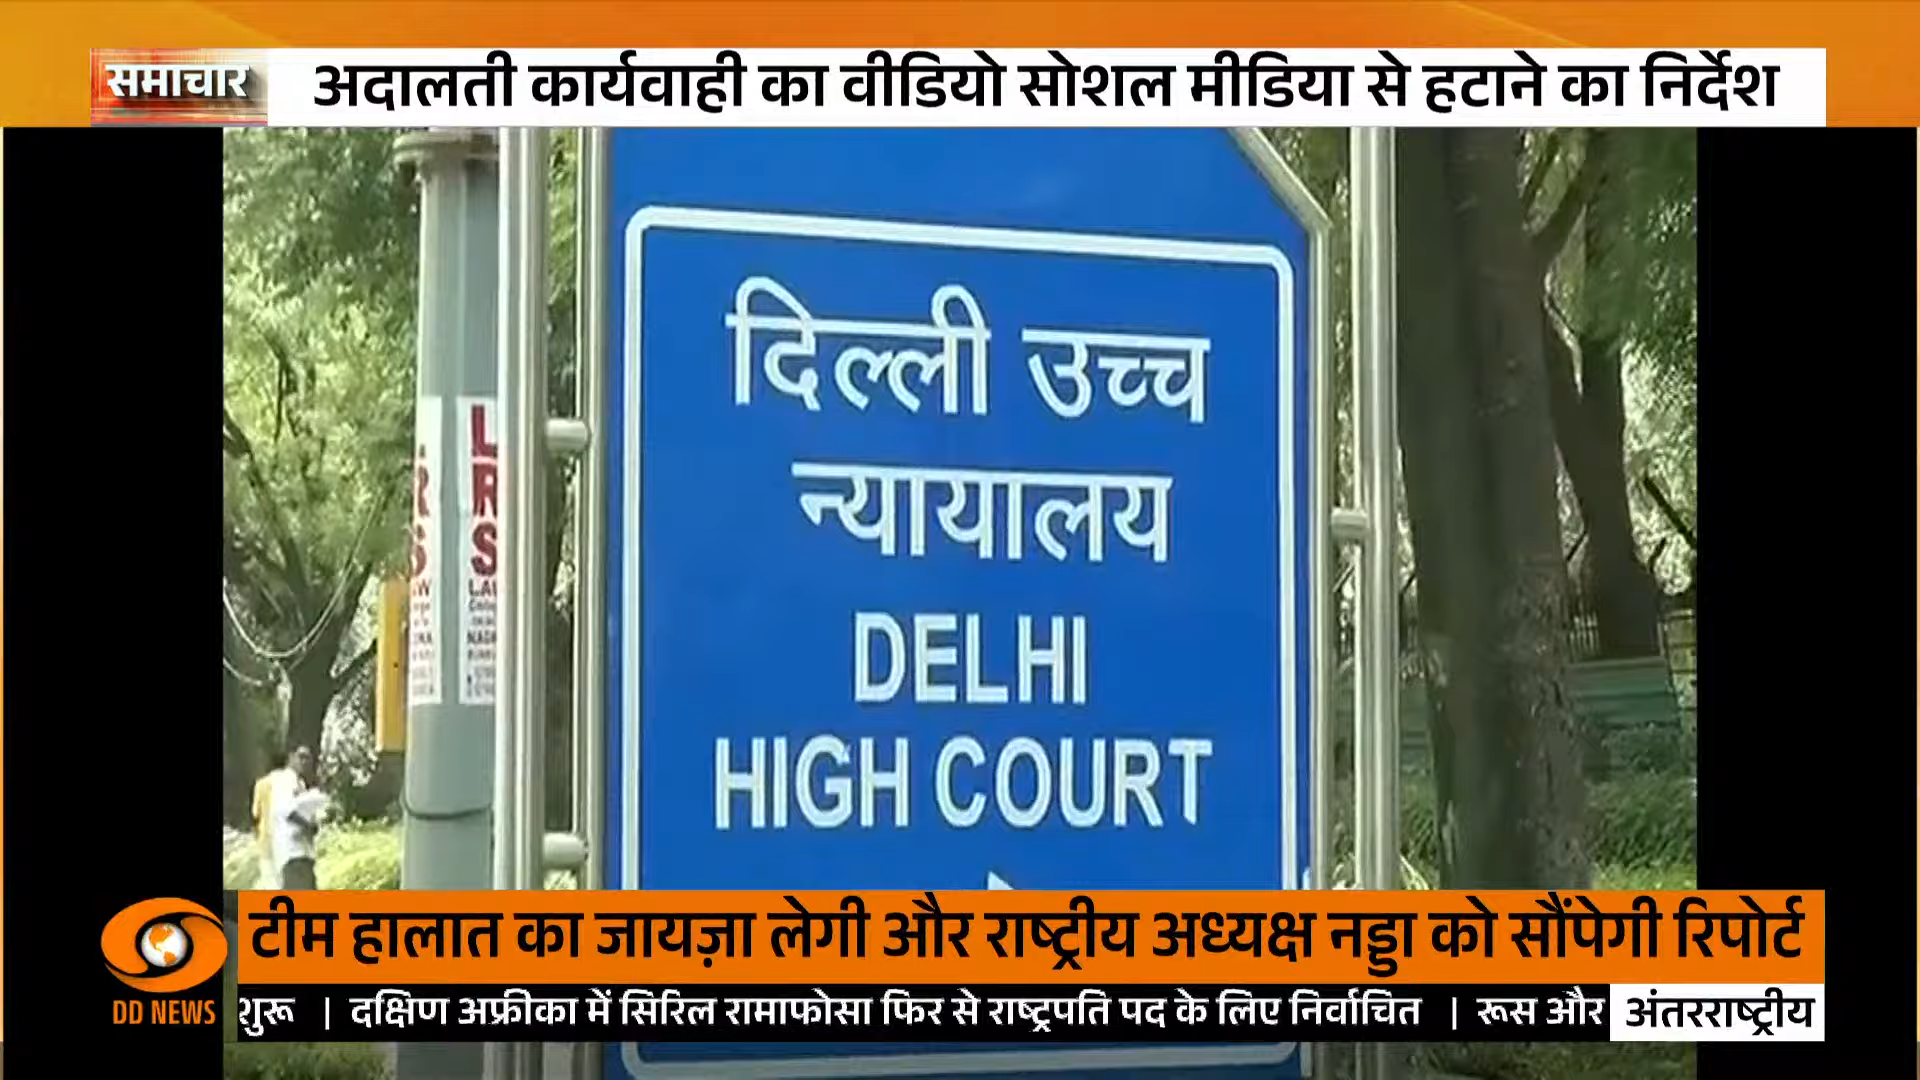 समाचार
अदालती कार्यवाही का वीडियो सोशल मीडिया से हटाने का निर्देश
दिल्ली उच्च
न्यायालय
DELHI
HIGH COURT
L
R
S
टीम हालात का जायज़ा लेगी और राष्ट्रीय अध्यक्ष नड्डा को सौंपेगी रिपोर्ट
DD NEWS
शुरू | दक्षिण अफ्रीका में सिरिल रामाफोसा फिर से राष्ट्रपति पद के लिए निर्वाचित | रूस और
अंतरराष्ट्रीय